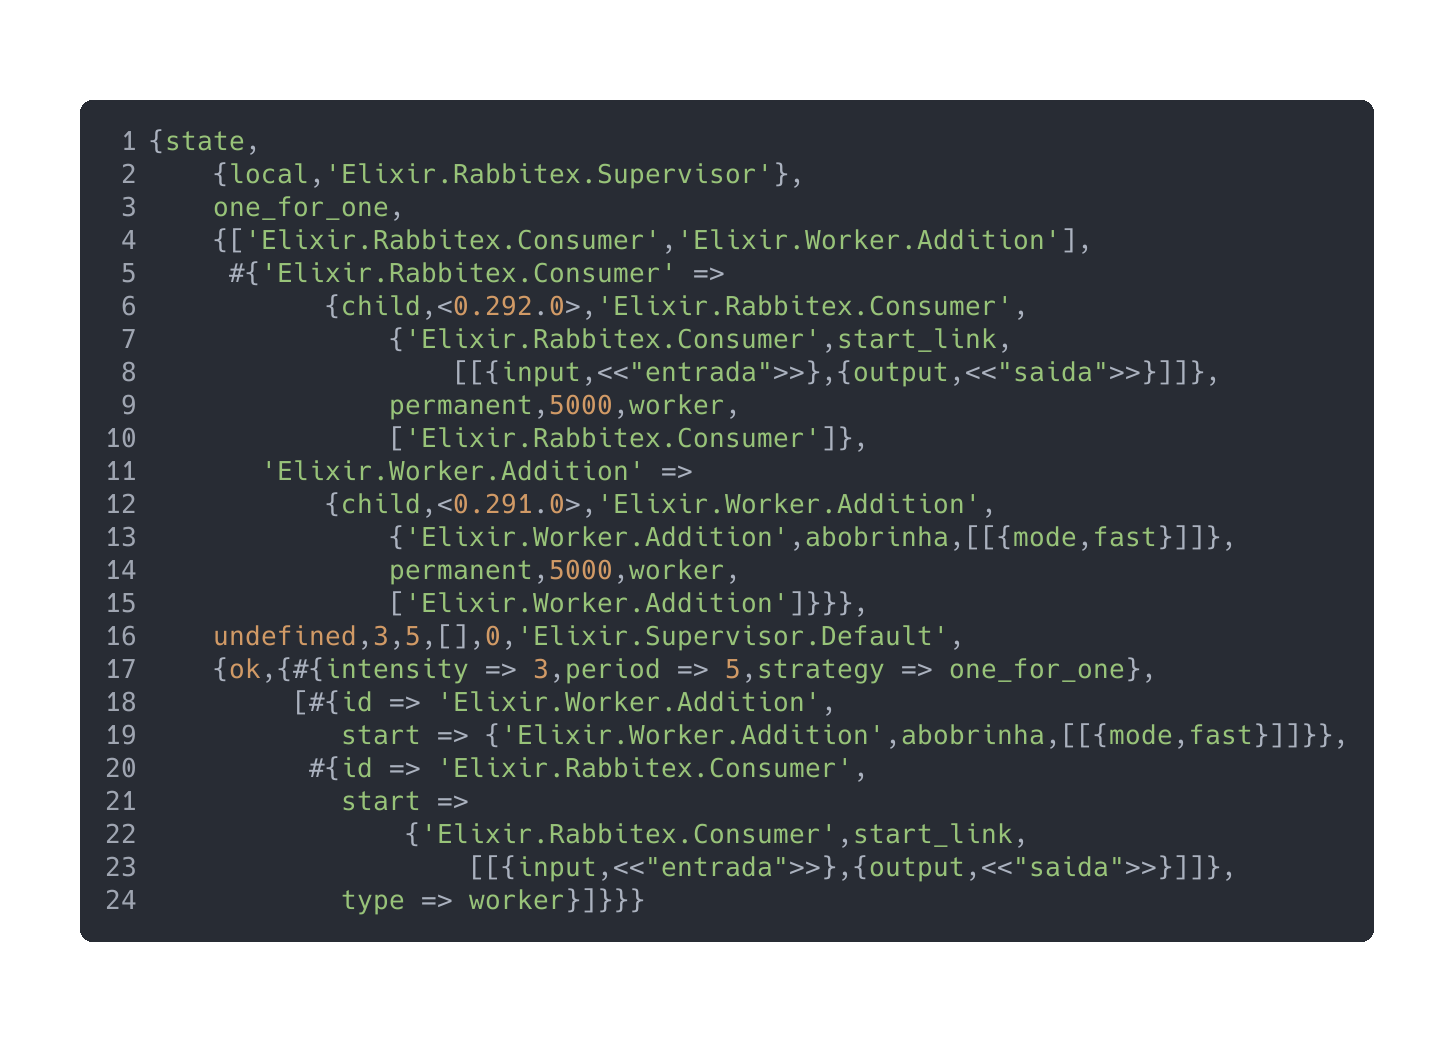 1 {state,
2     {local,'Elixir.Rabbitex.Supervisor'},
3     one_for_one,
4     {['Elixir.Rabbitex.Consumer','Elixir.Worker.Addition'],
5      #{'Elixir.Rabbitex.Consumer' =>
6            {child,<0.292.0>,'Elixir.Rabbitex.Consumer',
7                {'Elixir.Rabbitex.Consumer',start_link,
8                    [[{input,<<"entrada">>},{output,<<"saida">>}]]},
9                permanent,5000,worker,
10                ['Elixir.Rabbitex.Consumer']},
11        'Elixir.Worker.Addition' =>
12            {child,<0.291.0>,'Elixir.Worker.Addition',
13                {'Elixir.Worker.Addition',abobrinha,[[{mode,fast}]]},
14                permanent,5000,worker,
15                ['Elixir.Worker.Addition']}}},
16     undefined,3,5,[],0,'Elixir.Supervisor.Default',
17     {ok,{#{intensity => 3,period => 5,strategy => one_for_one},
18          [#{id => 'Elixir.Worker.Addition',
19             start => {'Elixir.Worker.Addition',abobrinha,[[{mode,fast}]]}},
20           #{id => 'Elixir.Rabbitex.Consumer',
21             start =>
22                 {'Elixir.Rabbitex.Consumer',start_link,
23                     [[{input,<<"entrada">>},{output,<<"saida">>}]]},
24             type => worker}]}}}